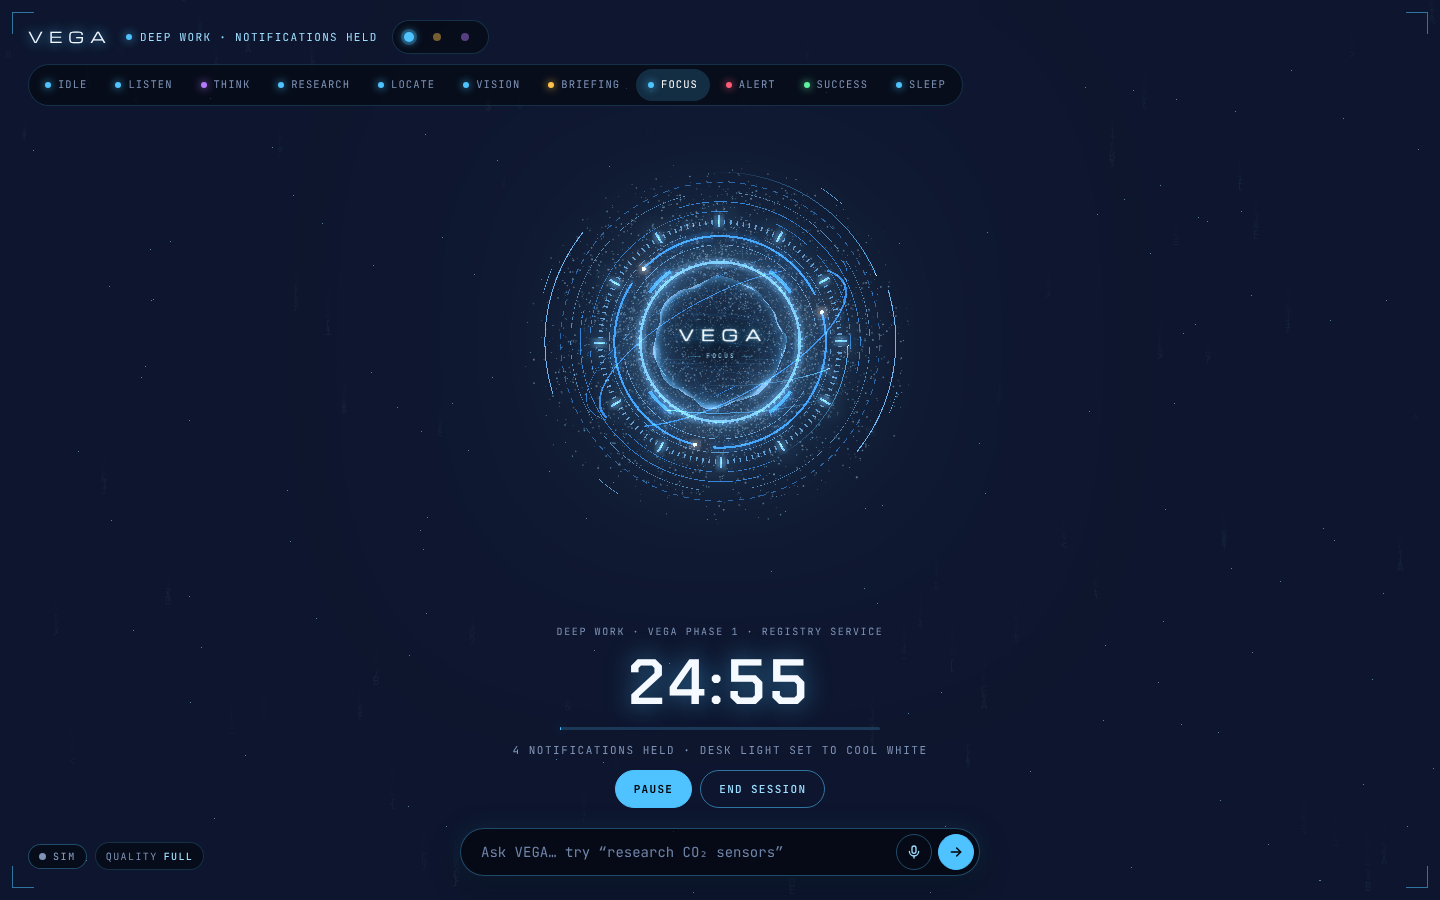 VEGA
DEEP WORK · NOTIFICATIONS HELD
IDLE LISTEN THINK RESEARCH LOCATE VISION BRIEFING FOCUS ALERT SUCCESS SLEEP
VEGA
FOCUS
DEEP WORK · VEGA PHASE 1 · REGISTRY SERVICE
24:55
4 NOTIFICATIONS HELD · DESK LIGHT SET TO COOL WHITE
PAUSE END SESSION
Ask VEGA… try “research CO₂ sensors”
SIM QUALITY FULL